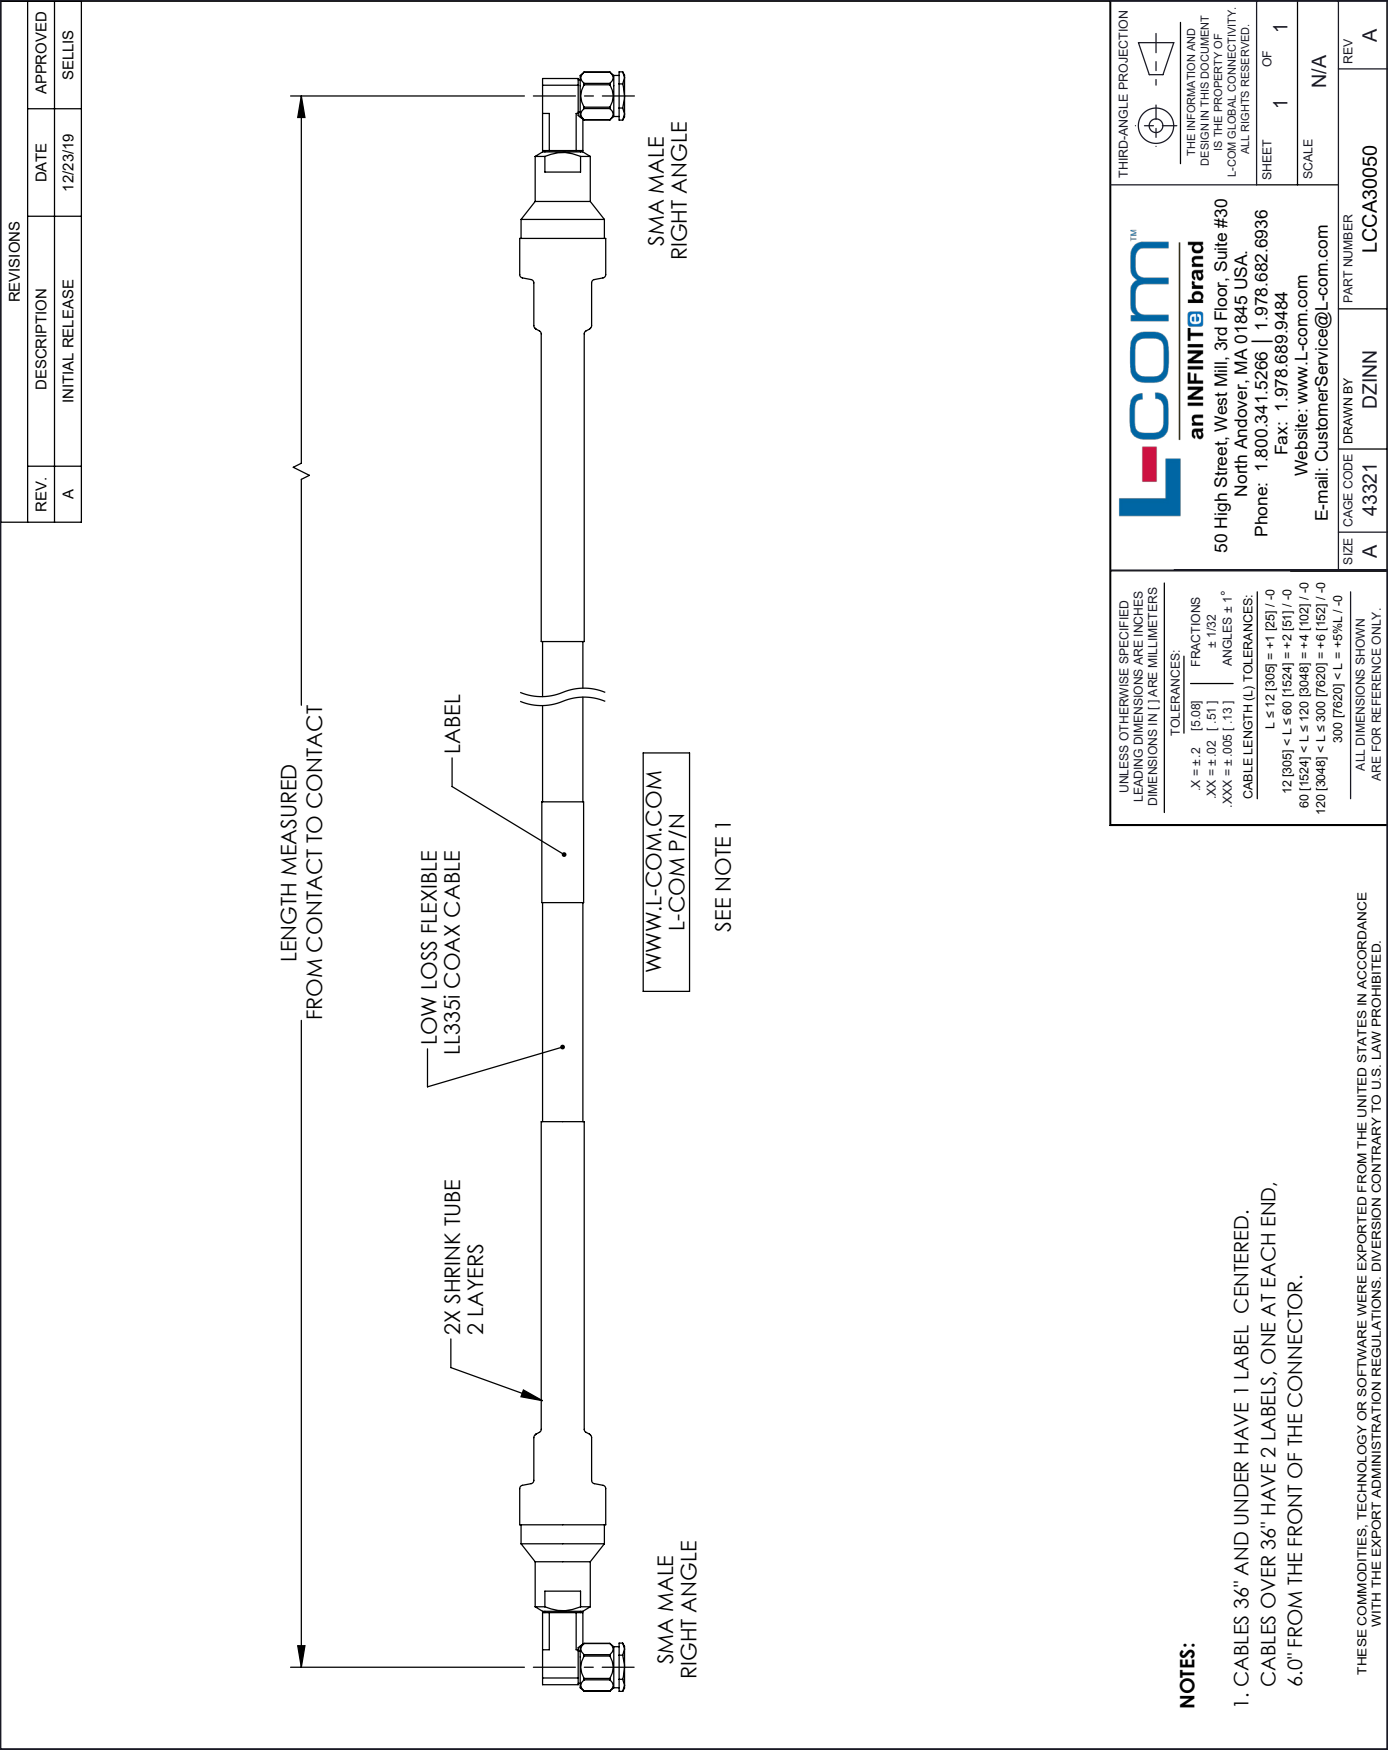 REVISIONS
REV. DESCRIPTION DATE APPROVED
A INITIAL RELEASE 12/23/19 SELLIS
LENGTH MEASURED
FROM CONTACT TO CONTACT
2X SHRINK TUBE
2 LAYERS
LOW LOSS FLEXIBLE
LL335i COAX CABLE
LABEL
SMA MALE
RIGHT ANGLE
WWW.L-COM.COM
L-COM P/N
SEE NOTE 1
SMA MALE
RIGHT ANGLE
NOTES:
1. CABLES 36" AND UNDER HAVE 1 LABEL CENTERED.
CABLES OVER 36" HAVE 2 LABELS, ONE AT EACH END,
6.0" FROM THE FRONT OF THE CONNECTOR.
THESE COMMODITIES, TECHNOLOGY OR SOFTWARE WERE EXPORTED FROM THE UNITED STATES IN ACCORDANCE
WITH THE EXPORT ADMINISTRATION REGULATIONS. DIVERSION CONTRARY TO U.S. LAW PROHIBITED.
UNLESS OTHERWISE SPECIFIED
LEADING DIMENSIONS ARE INCHES
DIMENSIONS IN [ ] ARE MILLIMETERS
TOLERANCES:
.X = ±.2 [5.08] FRACTIONS
.XX = ±.02 [.51] ± 1/32
.XXX = ±.005 [.13] ANGLES ± 1°
CABLE LENGTH (L) TOLERANCES:
L ≤ 12 [305] = +1 [25] / -0
12 [305] < L ≤ 60 [1524] = +2 [51] / -0
60 [1524] < L ≤ 120 [3048] = +4 [102] / -0
120 [3048] < L ≤ 300 [7620] = +6 [152] / -0
300 [7620] < L = +5%L / -0
ALL DIMENSIONS SHOWN
ARE FOR REFERENCE ONLY.
L-com™
an INFINITe brand
50 High Street, West Mill, 3rd Floor, Suite #30
North Andover, MA 01845 USA.
Phone: 1.800.341.5266 | 1.978.682.6936
Fax: 1.978.689.9484
Website: www.L-com.com
E-mail: CustomerService@L-com.com
THIRD-ANGLE PROJECTION
THE INFORMATION AND
DESIGN IN THIS DOCUMENT
IS THE PROPERTY OF
L-COM GLOBAL CONNECTIVITY.
ALL RIGHTS RESERVED.
SHEET 1 OF 1
SCALE N/A
SIZE CAGE CODE DRAWN BY PART NUMBER REV
A 43321 DZINN LCCA30050 A